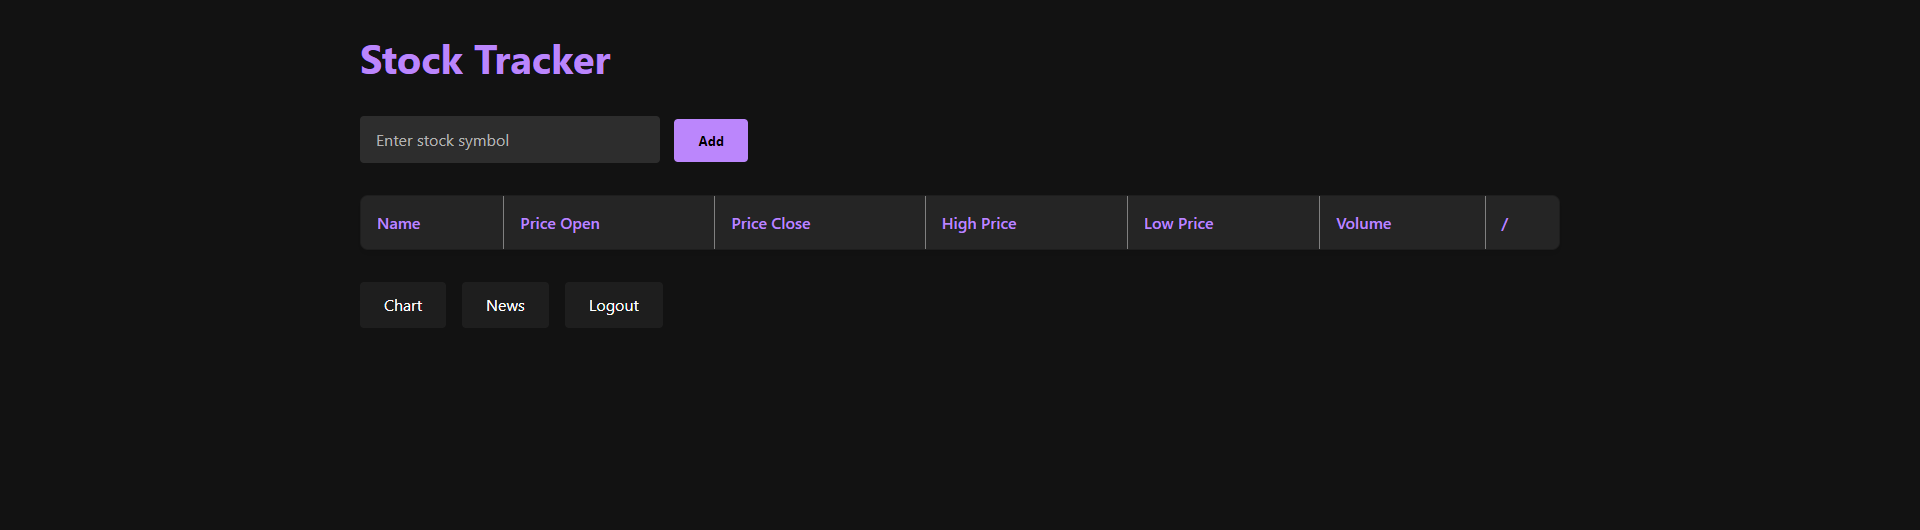 Stock Tracker
Enter stock symbol Add
Name Price Open Price Close High Price Low Price Volume /
Chart News Logout